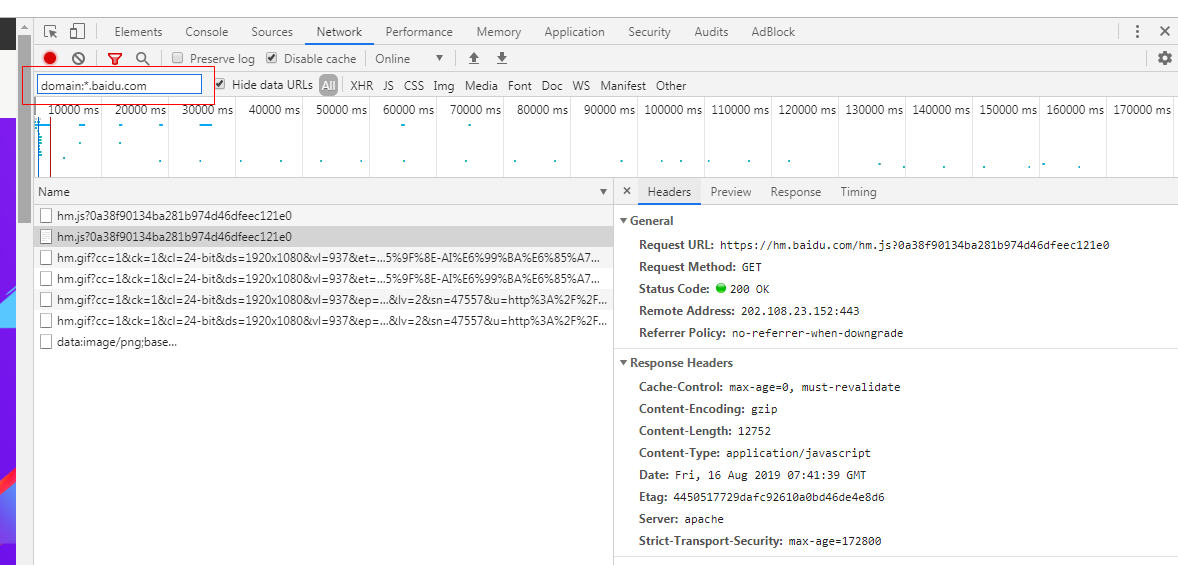 Elements Console Sources Network Performance Memory Application Security Audits AdBlock
Preserve log Disable cache Online
domain:*.baidu.com Hide data URLs All XHR JS CSS Img Media Font Doc WS Manifest Other
10000 ms 20000 ms 30000 ms 40000 ms 50000 ms 60000 ms 70000 ms 80000 ms 90000 ms 100000 ms 110000 ms 120000 ms 130000 ms 140000 ms 150000 ms 160000 ms 170000 ms
Name
hm.js?0a38f90134ba281b974d46dfeec121e0
hm.js?0a38f90134ba281b974d46dfeec121e0
hm.gif?cc=1&ck=1&cl=24-bit&ds=1920x1080&vl=937&et=...5%9F%8E-AI%E6%99%BA%E6%85%A7...
hm.gif?cc=1&ck=1&cl=24-bit&ds=1920x1080&vl=937&et=...5%9F%8E-AI%E6%99%BA%E6%85%A7...
hm.gif?cc=1&ck=1&cl=24-bit&ds=1920x1080&vl=937&ep=...&lv=2&sn=47557&u=http%3A%2F%2F...
hm.gif?cc=1&ck=1&cl=24-bit&ds=1920x1080&vl=937&ep=...&lv=2&sn=47557&u=http%3A%2F%2F...
data:image/png;base...
Headers Preview Response Timing
General
Request URL: https://hm.baidu.com/hm.js?0a38f90134ba281b974d46dfeec121e0
Request Method: GET
Status Code: 200 OK
Remote Address: 202.108.23.152:443
Referrer Policy: no-referrer-when-downgrade
Response Headers
Cache-Control: max-age=0, must-revalidate
Content-Encoding: gzip
Content-Length: 12752
Content-Type: application/javascript
Date: Fri, 16 Aug 2019 07:41:39 GMT
Etag: 4450517729dafc92610a0bd46de4e8d6
Server: apache
Strict-Transport-Security: max-age=172800